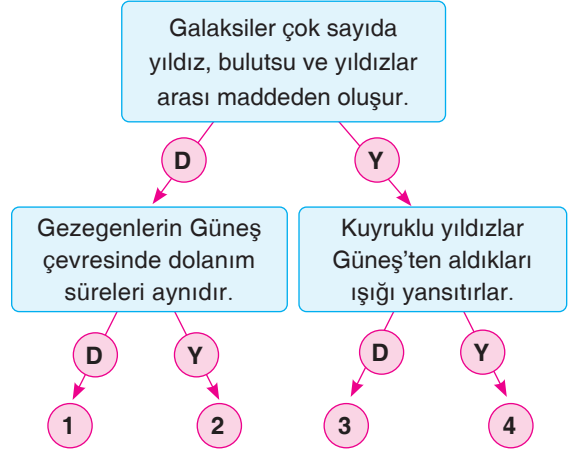 Galaksiler çok sayıda
yıldız, bulutsu ve yıldızlar
arası maddeden oluşur.
D
Y
Gezegenlerin Güneş
çevresinde dolanım
süreleri aynıdır.
Kuyruklu yıldızlar
Güneş'ten aldıkları
ışığı yansıtırlar.
D
Y
D
Y
1
2
3
4